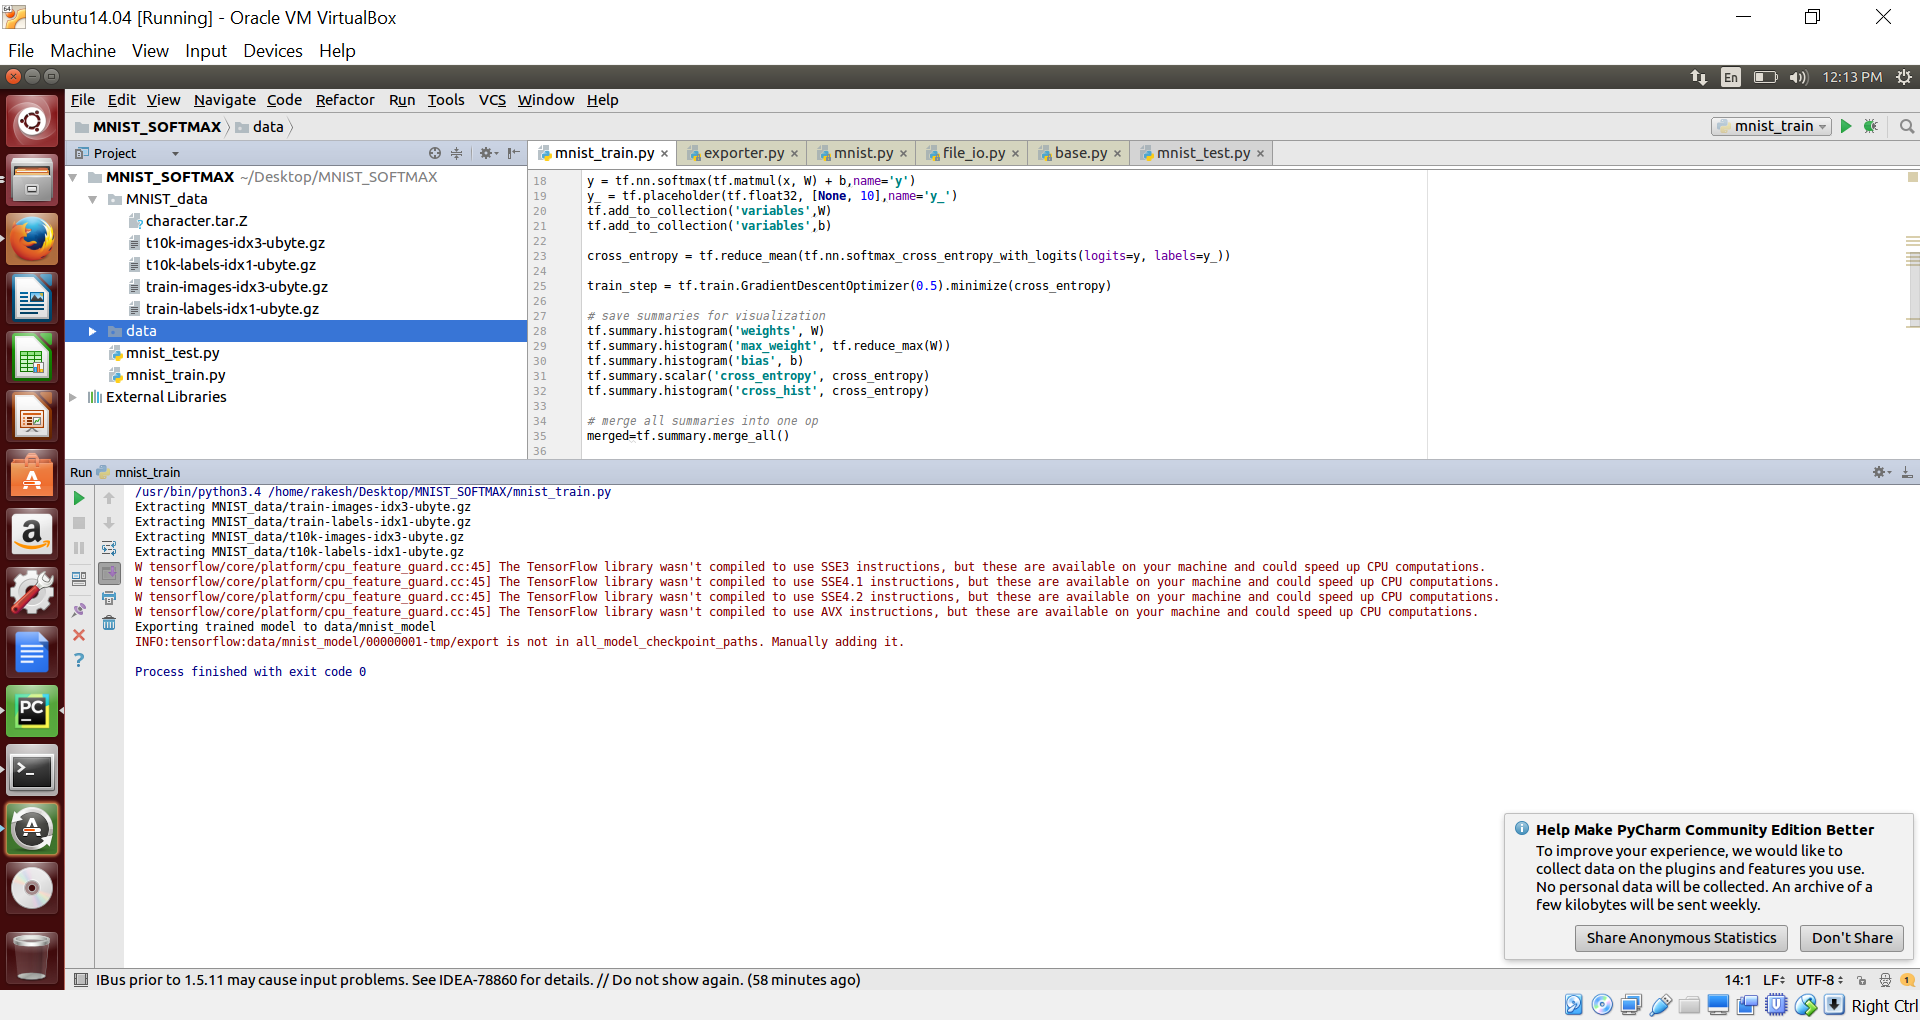 ubuntu14.04 [Running] - Oracle VM VirtualBox
File Machine View Input Devices Help
En 12:13 PM
File Edit View Navigate Code Refactor Run Tools VCS Window Help
MNIST_SOFTMAX data mnist_train
Project
mnist_train.py × exporter.py × mnist.py × file_io.py × base.py × mnist_test.py ×
MNIST_SOFTMAX ~/Desktop/MNIST_SOFTMAX
MNIST_data
character.tar.Z
t10k-images-idx3-ubyte.gz
t10k-labels-idx1-ubyte.gz
train-images-idx3-ubyte.gz
train-labels-idx1-ubyte.gz
data
mnist_test.py
mnist_train.py
External Libraries
18 y = tf.nn.softmax(tf.matmul(x, W) + b,name='y')
19 y_ = tf.placeholder(tf.float32, [None, 10],name='y_')
20 tf.add_to_collection('variables',W)
21 tf.add_to_collection('variables',b)
22
23 cross_entropy = tf.reduce_mean(tf.nn.softmax_cross_entropy_with_logits(logits=y, labels=y_))
24
25 train_step = tf.train.GradientDescentOptimizer(0.5).minimize(cross_entropy)
26
27 # save summaries for visualization
28 tf.summary.histogram('weights', W)
29 tf.summary.histogram('max_weight', tf.reduce_max(W))
30 tf.summary.histogram('bias', b)
31 tf.summary.scalar('cross_entropy', cross_entropy)
32 tf.summary.histogram('cross_hist', cross_entropy)
33
34 # merge all summaries into one op
35 merged=tf.summary.merge_all()
36
Run mnist_train
/usr/bin/python3.4 /home/rakesh/Desktop/MNIST_SOFTMAX/mnist_train.py
Extracting MNIST_data/train-images-idx3-ubyte.gz
Extracting MNIST_data/train-labels-idx1-ubyte.gz
Extracting MNIST_data/t10k-images-idx3-ubyte.gz
Extracting MNIST_data/t10k-labels-idx1-ubyte.gz
W tensorflow/core/platform/cpu_feature_guard.cc:45] The TensorFlow library wasn't compiled to use SSE3 instructions, but these are available on your machine and could speed up CPU computations.
W tensorflow/core/platform/cpu_feature_guard.cc:45] The TensorFlow library wasn't compiled to use SSE4.1 instructions, but these are available on your machine and could speed up CPU computations.
W tensorflow/core/platform/cpu_feature_guard.cc:45] The TensorFlow library wasn't compiled to use SSE4.2 instructions, but these are available on your machine and could speed up CPU computations.
W tensorflow/core/platform/cpu_feature_guard.cc:45] The TensorFlow library wasn't compiled to use AVX instructions, but these are available on your machine and could speed up CPU computations.
Exporting trained model to data/mnist_model
INFO:tensorflow:data/mnist_model/00000001-tmp/export is not in all_model_checkpoint_paths. Manually adding it.
Process finished with exit code 0
PC
Help Make PyCharm Community Edition Better
To improve your experience, we would like to
collect data on the plugins and features you use.
No personal data will be collected. An archive of a
few kilobytes will be sent weekly.
Share Anonymous Statistics Don't Share
IBus prior to 1.5.11 may cause input problems. See IDEA-78860 for details. // Do not show again. (58 minutes ago) 14:1 LF UTF-8 1
Right Ctrl